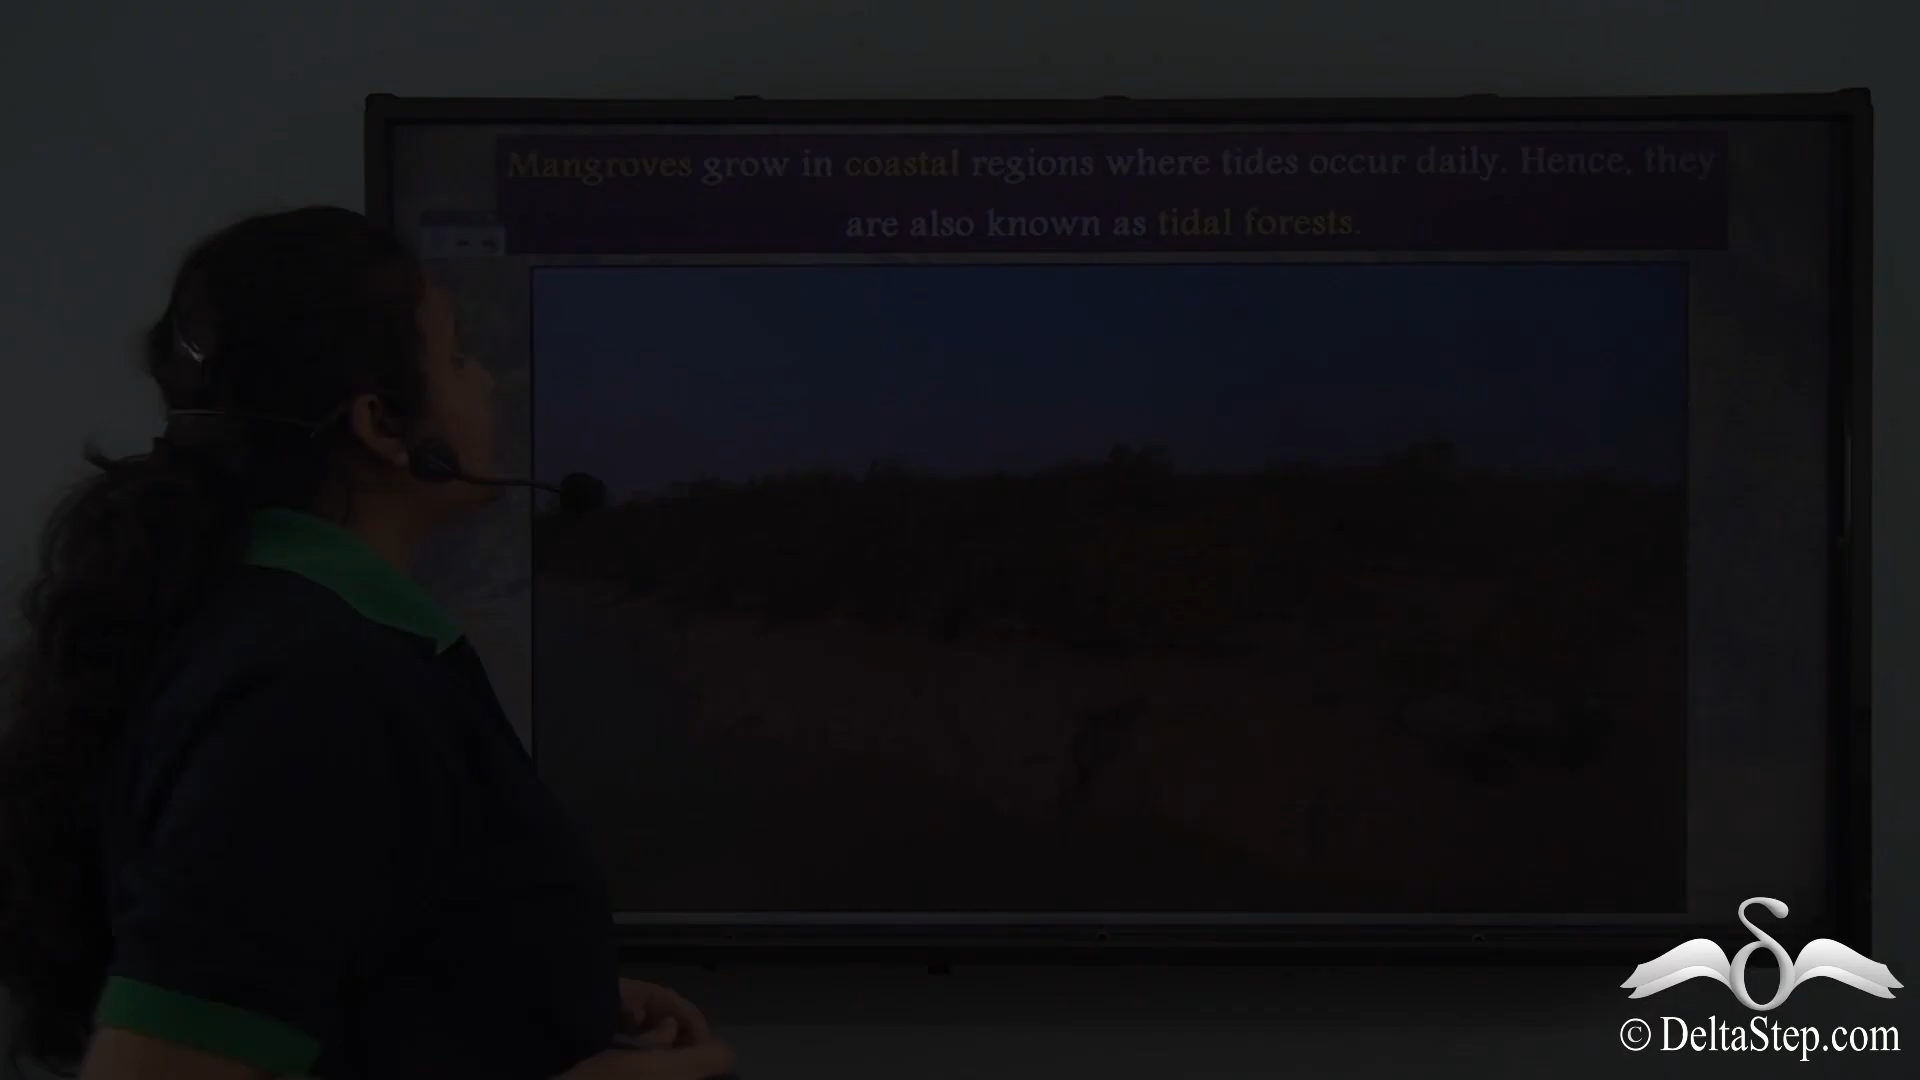 Mangroves grow in coastal regions where tides occur daily. Hence, they
are also known as tidal forests.
© DeltaStep.com